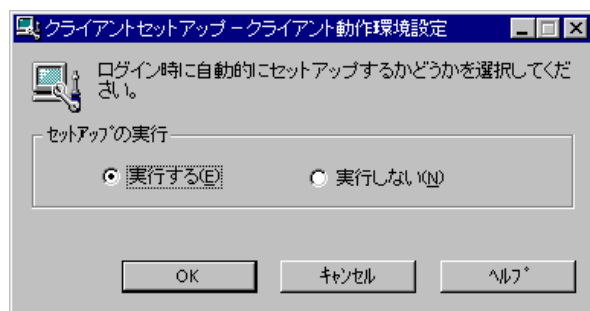 クライアントセットアップ－クライアント動作環境設定
ログイン時に自動的にセットアップするかどうかを選択してくだ
さい。
ｾｯﾄｱｯﾌﾟの実行
実行する(E)
実行しない(N)
OK
ｷｬﾝｾﾙ
ﾍﾙﾌﾟ